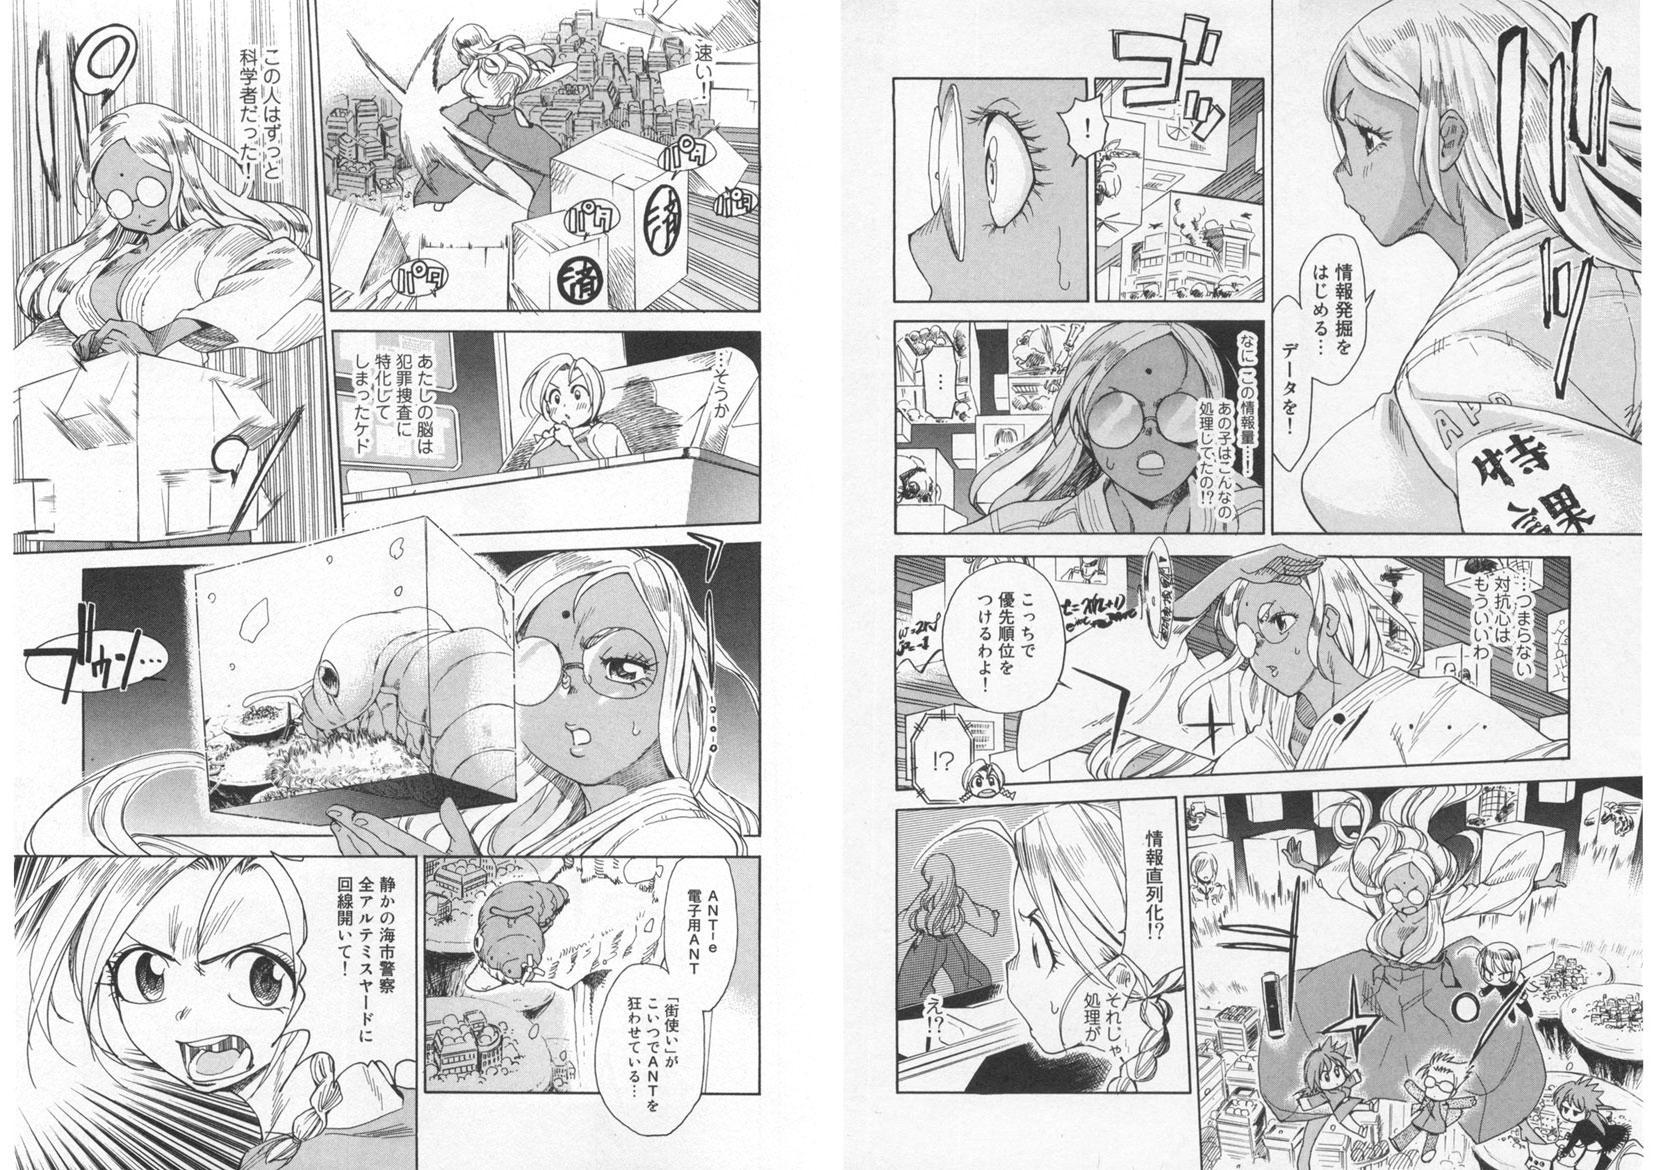 情報発掘を
はじめる…
データを!
特
課
ゴッ
!
なに この情報量…!
あの子はこんなの
処理してたの!?
…つまらない
対抗心は
もういいわ
こっちで
優先順位を
つけるわよ!
!?
情報直列化!?
それじゃ
処理が
え!?
速い!
パタ
パタ
パタ
パタ
済
済
この人はずっと
科学者だった!
…そうか
あたしの脳は
犯罪捜査に
特化して
しまったケド
ブゥン…
ANTie
電子用ANT
「街使い」が
こいつでANTを
狂わせている…
静かの海市警察
全アルテミスヤードに
回線開いて!